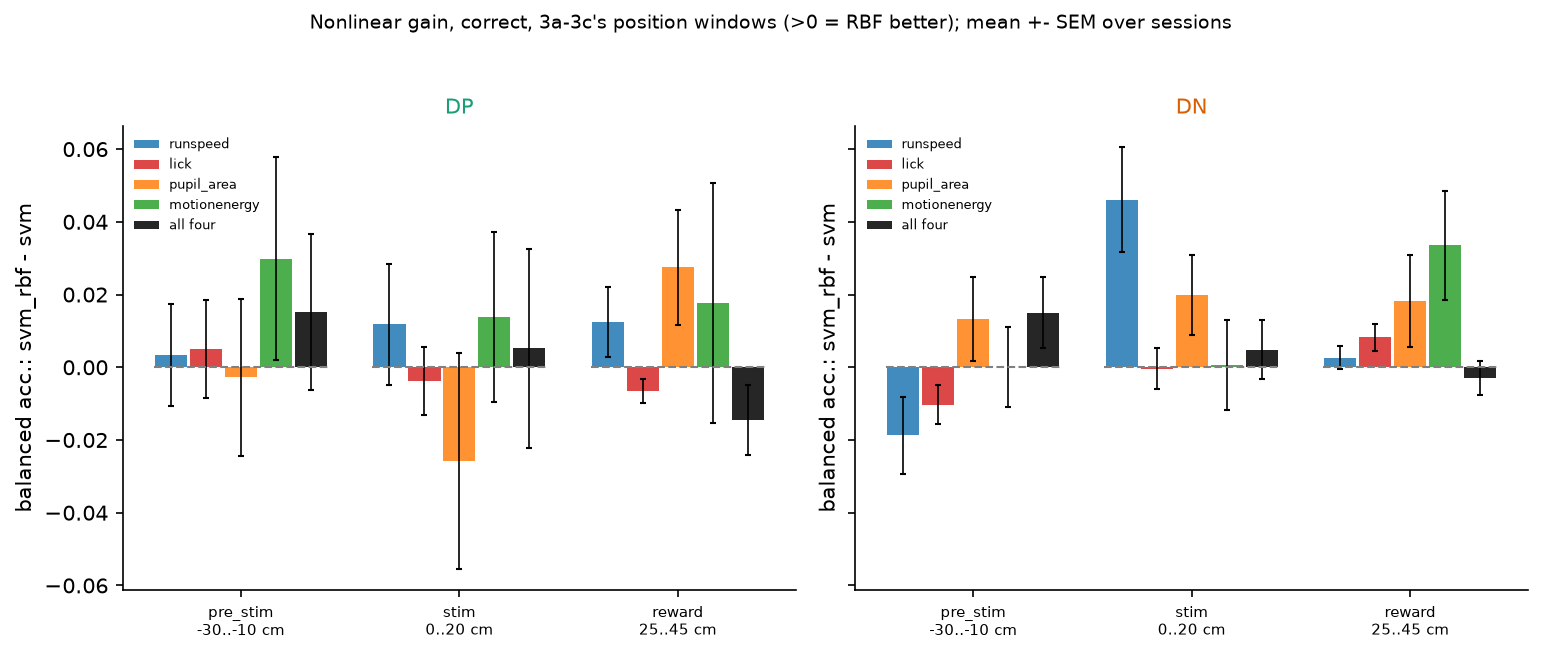 Nonlinear gain, correct, 3a-3c's position windows (>0 = RBF better); mean +- SEM over sessions
DP
balanced acc.: svm_rbf - svm
0.06
0.04
0.02
0.00
−0.02
−0.04
−0.06
runspeed
lick
pupil_area
motionenergy
all four
pre_stim
-30..-10 cm
stim
0..20 cm
reward
25..45 cm
DN
balanced acc.: svm_rbf - svm
runspeed
lick
pupil_area
motionenergy
all four
pre_stim
-30..-10 cm
stim
0..20 cm
reward
25..45 cm